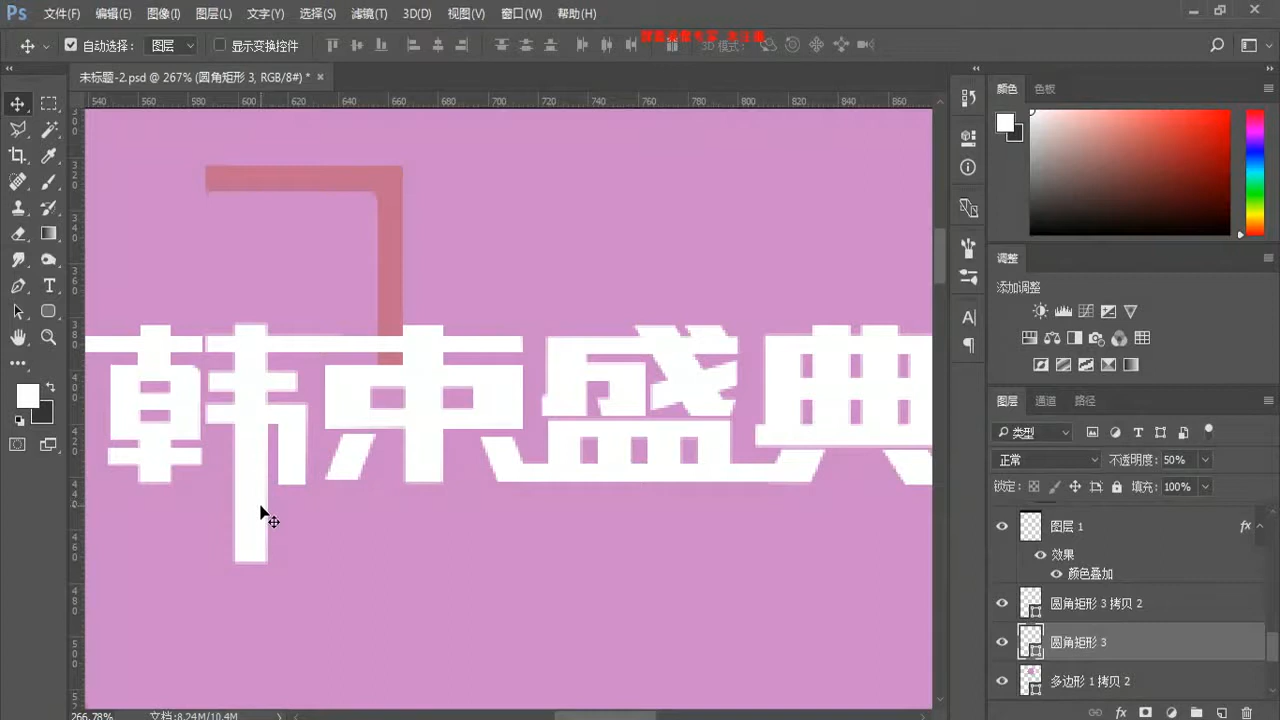 Ps 文件(F) 编辑(E) 图像(I) 图层(L) 文字(Y) 选择(S) 滤镜(T) 3D(D) 视图(V) 窗口(W) 帮助(H)
自动选择： 图层 显示变换控件 3D 模式：
未标题-2.psd @ 267% (圆角矩形 3, RGB/8#) * ×
540 560 580 600 620 640 660 680 700 720 740 760 780 800 820 840 860
韩束盛典
颜色 色板
调整
添加调整
图层 通道 路径
类型
正常 不透明度： 50%
锁定： 填充： 100%
图层 1 fx
效果
颜色叠加
圆角矩形 3 拷贝 2
圆角矩形 3
多边形 1 拷贝 2
266.78% 文档:8.24M/10.4M